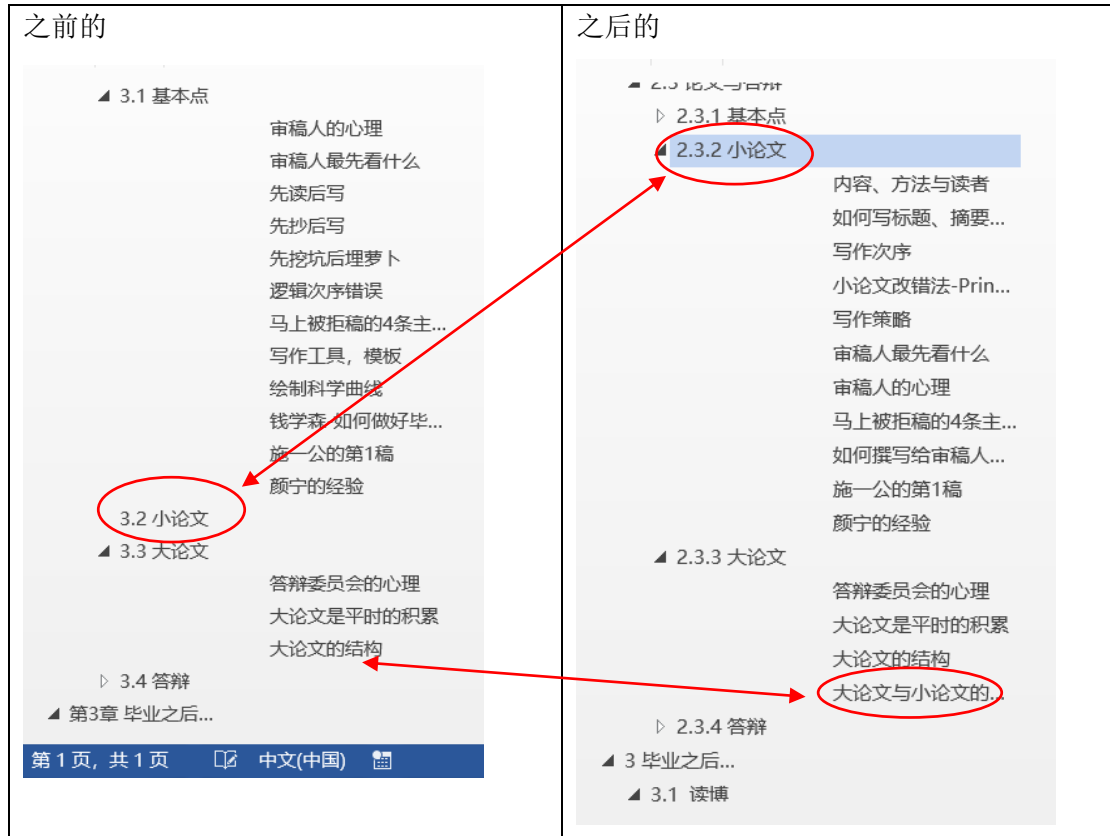 之前的
3.1 基本点
审稿人的心理
审稿人最先看什么
先读后写
先抄后写
先挖坑后埋萝卜
逻辑次序错误
马上被拒稿的4条主...
写作工具，模板
绘制科学曲线
钱学森-如何做好毕...
施一公的第1稿
颜宁的经验
3.2 小论文
3.3 大论文
答辩委员会的心理
大论文是平时的积累
大论文的结构
3.4 答辩
第3章 毕业之后...
第1页，共1页 中文(中国)
之后的
2.3 论文与答辩
2.3.1 基本点
2.3.2 小论文
内容、方法与读者
如何写标题、摘要...
写作次序
小论文改错法-Prin...
写作策略
审稿人最先看什么
审稿人的心理
马上被拒稿的4条主...
如何撰写给审稿人...
施一公的第1稿
颜宁的经验
2.3.3 大论文
答辩委员会的心理
大论文是平时的积累
大论文的结构
大论文与小论文的...
2.3.4 答辩
3 毕业之后...
3.1 读博